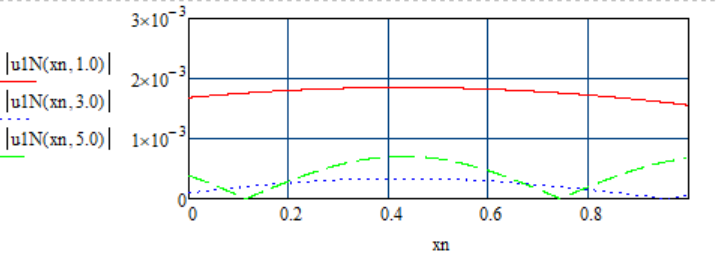 3×10⁻³
|u1N(xn, 1.0)|
2×10⁻³
|u1N(xn, 3.0)|
|u1N(xn, 5.0)|
1×10⁻³
0
0 0.2 0.4 0.6 0.8
xn